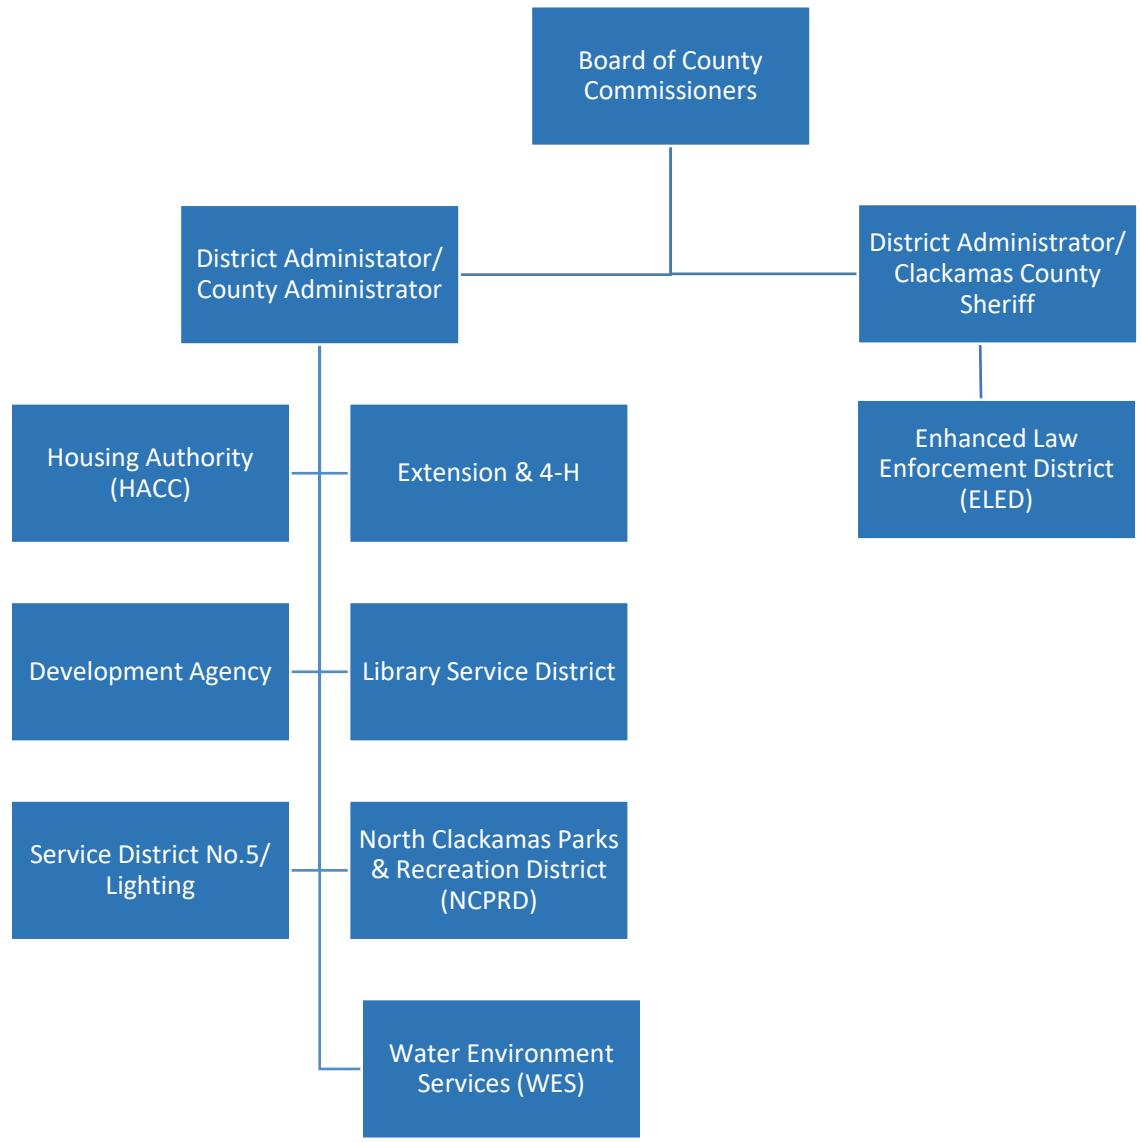 Board of County
Commissioners
District Administator/
County Administrator
District Administrator/
Clackamas County
Sheriff
Housing Authority
(HACC)
Extension & 4-H
Enhanced Law
Enforcement District
(ELED)
Development Agency
Library Service District
Service District No.5/
Lighting
North Clackamas Parks
& Recreation District
(NCPRD)
Water Environment
Services (WES)